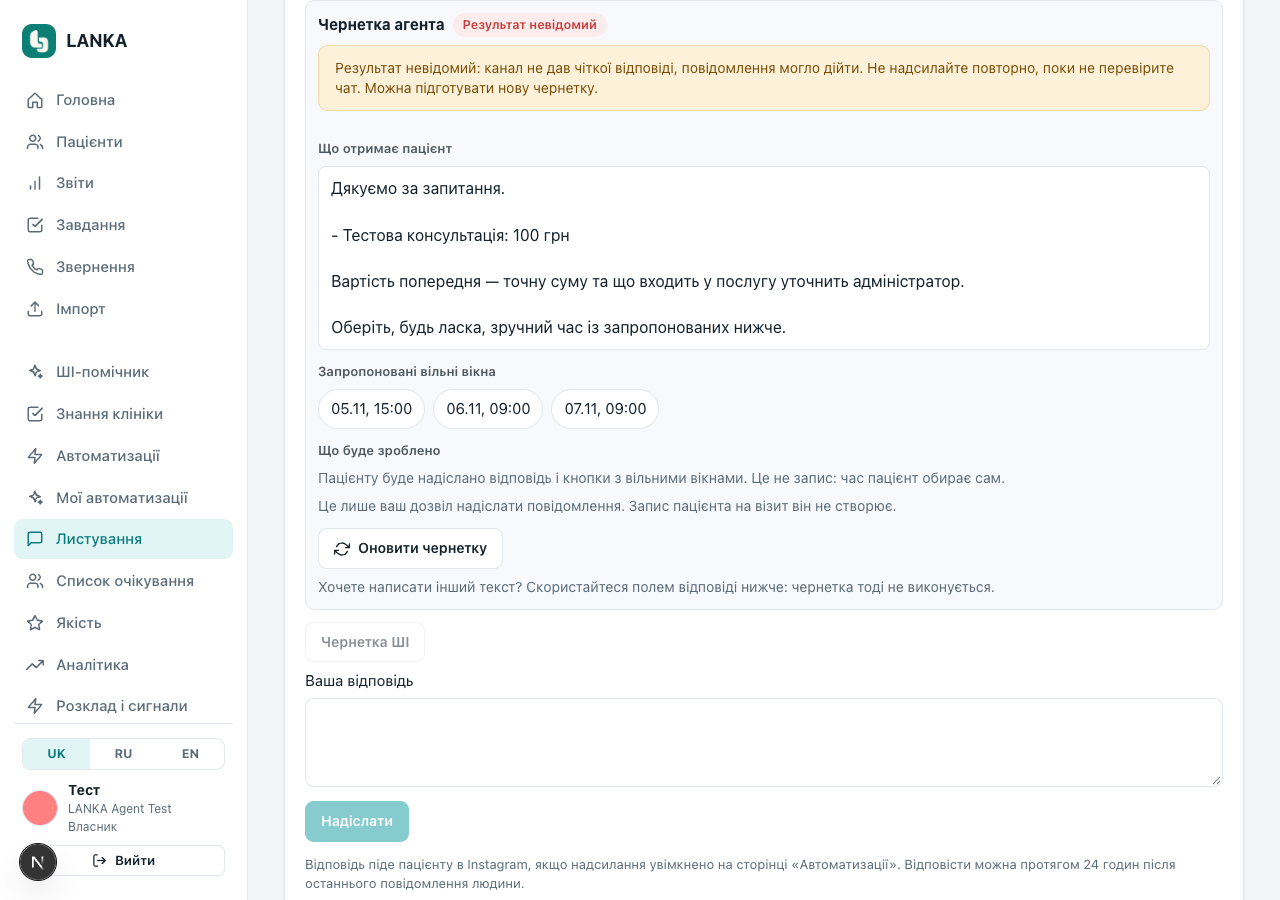 LANKA
Головна
Пацієнти
Звіти
Завдання
Звернення
Імпорт
ШІ-помічник
Знання клініки
Автоматизації
Мої автоматизації
Листування
Список очікування
Якість
Аналітика
Розклад і сигнали
UK RU EN
Тест
LANKA Agent Test
Власник
N
Вийти
Чернетка агента Результат невідомий
Результат невідомий: канал не дав чіткої відповіді, повідомлення могло дійти. Не надсилайте повторно, поки не перевірите
чат. Можна підготувати нову чернетку.
Що отримає пацієнт
Дякуємо за запитання.
- Тестова консультація: 100 грн
Вартість попередня — точну суму та що входить у послугу уточнить адміністратор.
Оберіть, будь ласка, зручний час із запропонованих нижче.
Запропоновані вільні вікна
05.11, 15:00 06.11, 09:00 07.11, 09:00
Що буде зроблено
Пацієнту буде надіслано відповідь і кнопки з вільними вікнами. Це не запис: час пацієнт обирає сам.
Це лише ваш дозвіл надіслати повідомлення. Запис пацієнта на візит він не створює.
Оновити чернетку
Хочете написати інший текст? Скористайтеся полем відповіді нижче: чернетка тоді не виконується.
Чернетка ШІ
Ваша відповідь
Надіслати
Відповідь піде пацієнту в Instagram, якщо надсилання увімкнено на сторінці «Автоматизації». Відповісти можна протягом 24 годин після
останнього повідомлення людини.